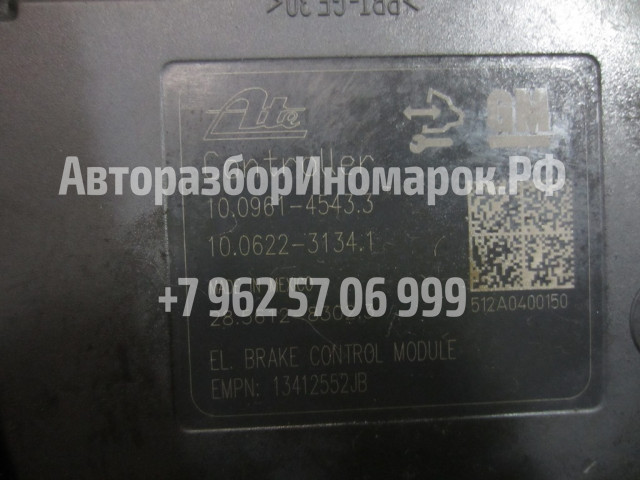 >PBT-GF30<
Ate
GM
Controller
АвторазборИномарок.РФ
10.0961-4543.3
10.0622-3134.1
+7 962 57 06 999
512A0400150
EL. BRAKE CONTROL MODULE
EMPN: 13412552JB